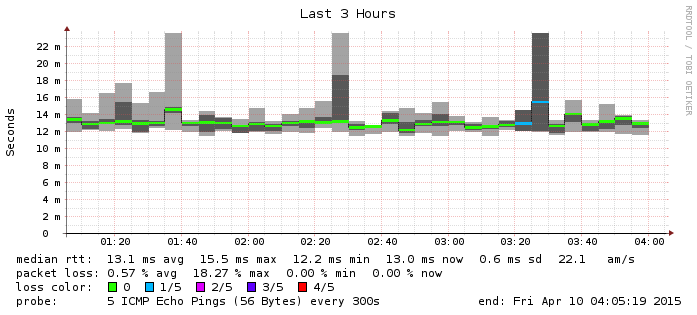 Last 3 Hours
RRDTOOL / TOBI OETIKER
Seconds
22 m
20 m
18 m
16 m
14 m
12 m
10 m
8 m
6 m
4 m
2 m
0
01:20 01:40 02:00 02:20 02:40 03:00 03:20 03:40 04:00
median rtt: 13.1 ms avg 15.5 ms max 12.2 ms min 13.0 ms now 0.6 ms sd 22.1 am/s
packet loss: 0.57 % avg 18.27 % max 0.00 % min 0.00 % now
loss color: 0 1/5 2/5 3/5 4/5
probe: 5 ICMP Echo Pings (56 Bytes) every 300s end: Fri Apr 10 04:05:19 2015